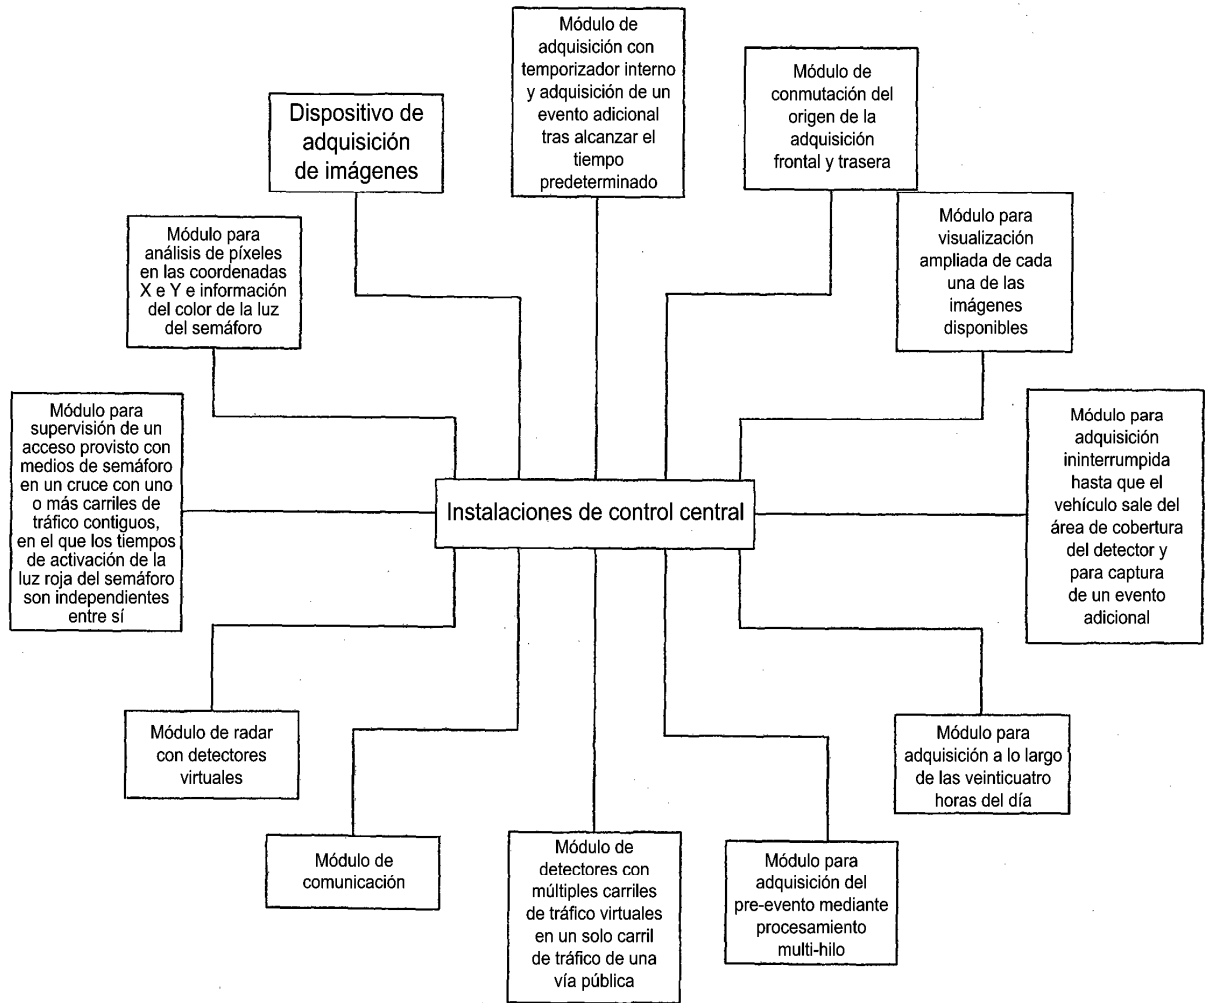 Módulo de
adquisición con
temporizador interno
y adquisición de un
evento adicional
tras alcanzar el
tiempo
predeterminado
Módulo de
conmutación del
origen de la
adquisición
frontal y trasera
Dispositivo de
adquisición
de imágenes
Módulo para
visualización
ampliada de cada
una de las
imágenes
disponibles
Módulo para
análisis de píxeles
en las coordenadas
X e Y e información
del color de la luz
del semáforo
Módulo para
supervisión de un
acceso provisto con
medios de semáforo
en un cruce con uno
o más carriles de
tráfico contiguos,
en el que los tiempos
de activación de la
luz roja del semáforo
son independientes
entre sí
Instalaciones de control central
Módulo para
adquisición
ininterrumpida
hasta que el
vehículo sale del
área de cobertura
del detector y
para captura
de un evento
adicional
Módulo de radar
con detectores
virtuales
Módulo para
adquisición a lo largo
de las veinticuatro
horas del día
Módulo de
comunicación
Módulo de
detectores con
múltiples carriles
de tráfico virtuales
en un solo carril
de tráfico de una
vía pública
Módulo para
adquisición del
pre-evento mediante
procesamiento
multi-hilo